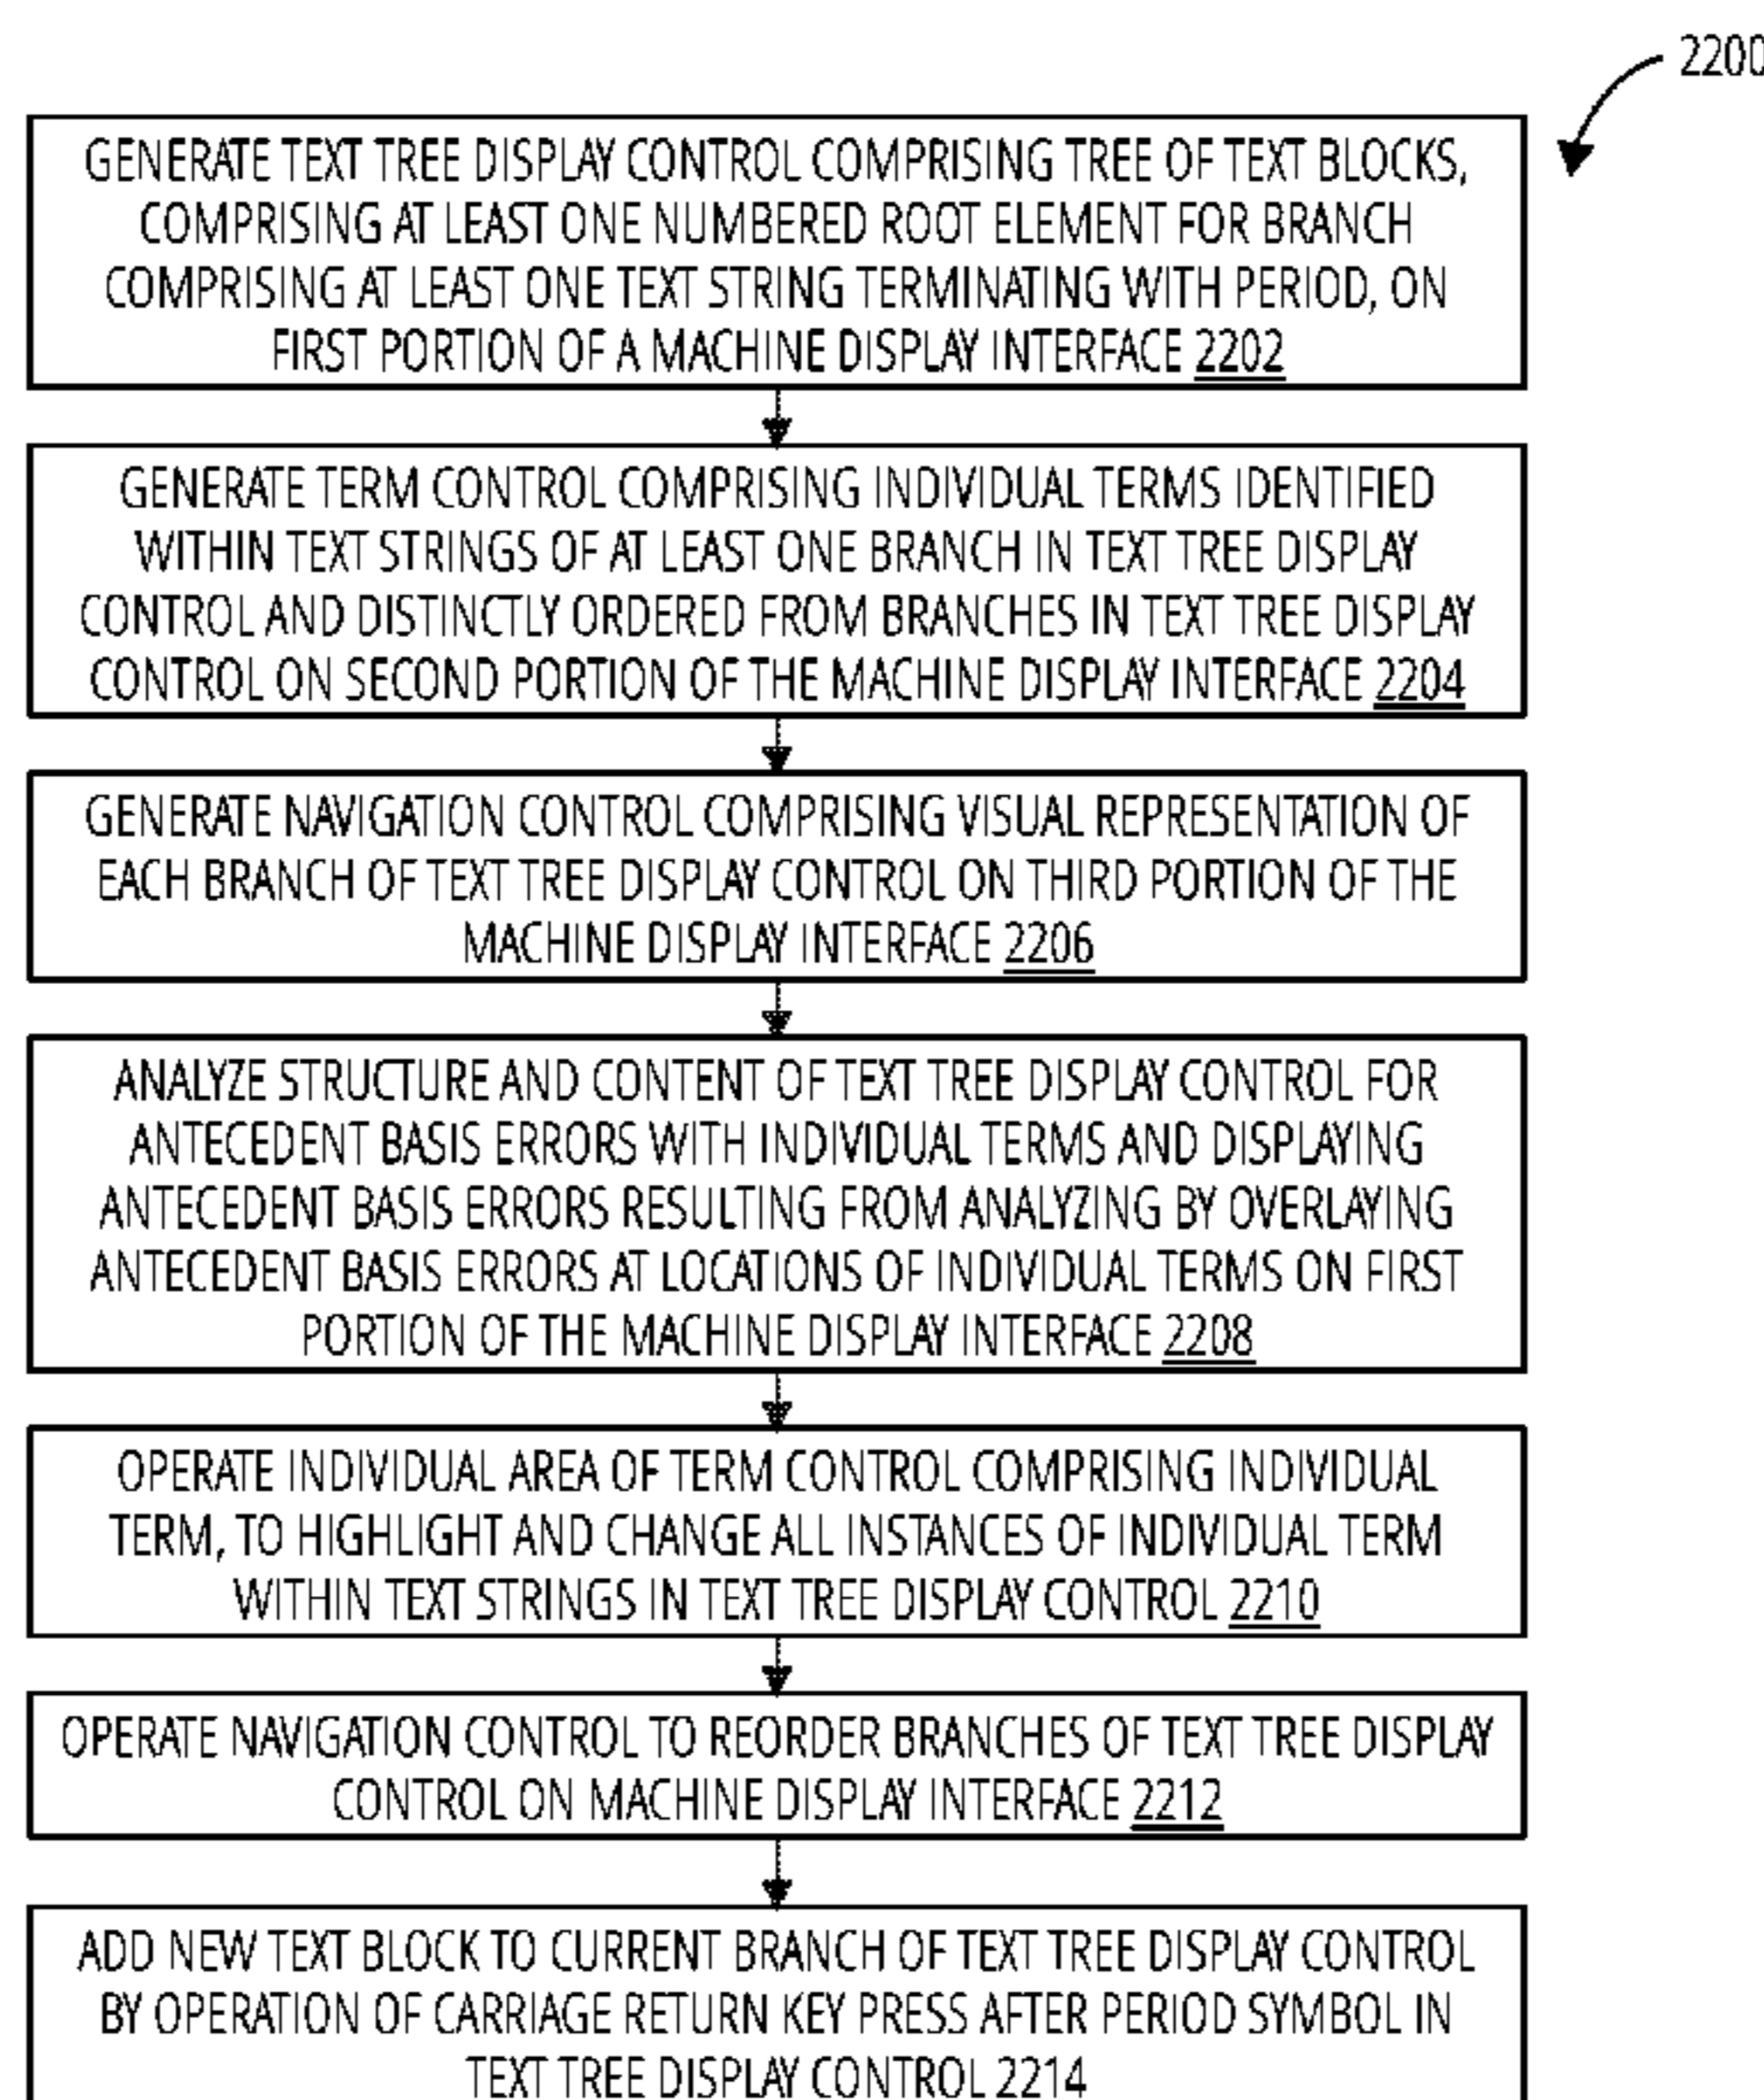 2200
GENERATE TEXT TREE DISPLAY CONTROL COMPRISING TREE OF TEXT BLOCKS,
COMPRISING AT LEAST ONE NUMBERED ROOT ELEMENT FOR BRANCH
COMPRISING AT LEAST ONE TEXT STRING TERMINATING WITH PERIOD, ON
FIRST PORTION OF A MACHINE DISPLAY INTERFACE 2202
GENERATE TERM CONTROL COMPRISING INDIVIDUAL TERMS IDENTIFIED
WITHIN TEXT STRINGS OF AT LEAST ONE BRANCH IN TEXT TREE DISPLAY
CONTROL AND DISTINCTLY ORDERED FROM BRANCHES IN TEXT TREE DISPLAY
CONTROL ON SECOND PORTION OF THE MACHINE DISPLAY INTERFACE 2204
GENERATE NAVIGATION CONTROL COMPRISING VISUAL REPRESENTATION OF
EACH BRANCH OF TEXT TREE DISPLAY CONTROL ON THIRD PORTION OF THE
MACHINE DISPLAY INTERFACE 2206
ANALYZE STRUCTURE AND CONTENT OF TEXT TREE DISPLAY CONTROL FOR
ANTECEDENT BASIS ERRORS WITH INDIVIDUAL TERMS AND DISPLAYING
ANTECEDENT BASIS ERRORS RESULTING FROM ANALYZING BY OVERLAYING
ANTECEDENT BASIS ERRORS AT LOCATIONS OF INDIVIDUAL TERMS ON FIRST
PORTION OF THE MACHINE DISPLAY INTERFACE 2208
OPERATE INDIVIDUAL AREA OF TERM CONTROL COMPRISING INDIVIDUAL
TERM, TO HIGHLIGHT AND CHANGE ALL INSTANCES OF INDIVIDUAL TERM
WITHIN TEXT STRINGS IN TEXT TREE DISPLAY CONTROL 2210
OPERATE NAVIGATION CONTROL TO REORDER BRANCHES OF TEXT TREE DISPLAY
CONTROL ON MACHINE DISPLAY INTERFACE 2212
ADD NEW TEXT BLOCK TO CURRENT BRANCH OF TEXT TREE DISPLAY CONTROL
BY OPERATION OF CARRIAGE RETURN KEY PRESS AFTER PERIOD SYMBOL IN
TEXT TREE DISPLAY CONTROL 2214